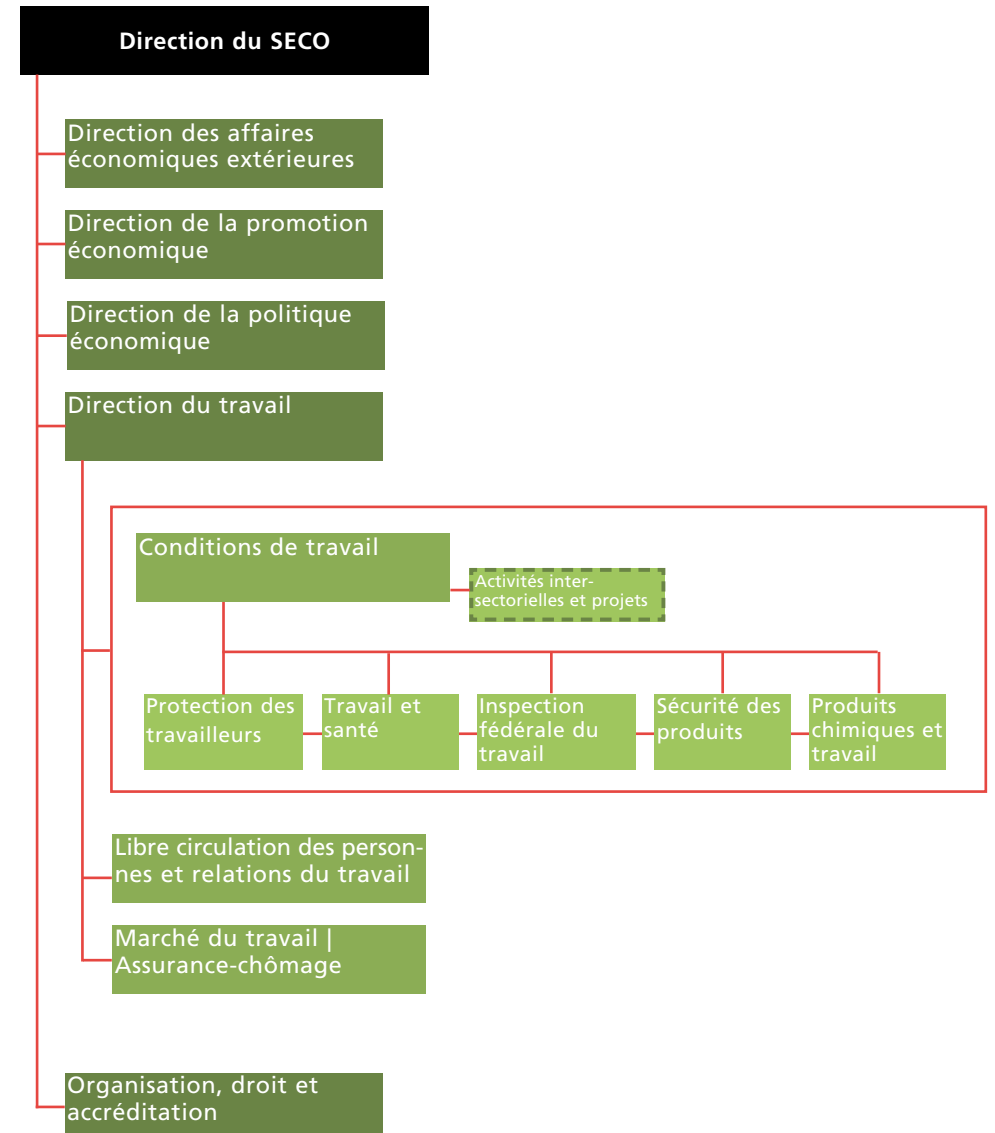 Direction du SECO
Direction des affaires
économiques extérieures
Direction de la promotion
économique
Direction de la politique
économique
Direction du travail
Conditions de travail
Activités inter-
sectorielles et projets
Protection des
travailleurs
Travail et
santé
Inspection
fédérale du
travail
Sécurité des
produits
Produits
chimiques et
travail
Libre circulation des person-
nes et relations du travail
Marché du travail |
Assurance-chômage
Organisation, droit et
accréditation